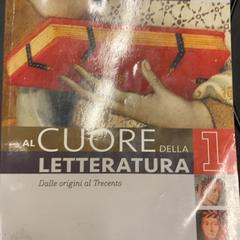 AL CUORE DELLA 1
LETTERATURA
Dalle origini al Trecento